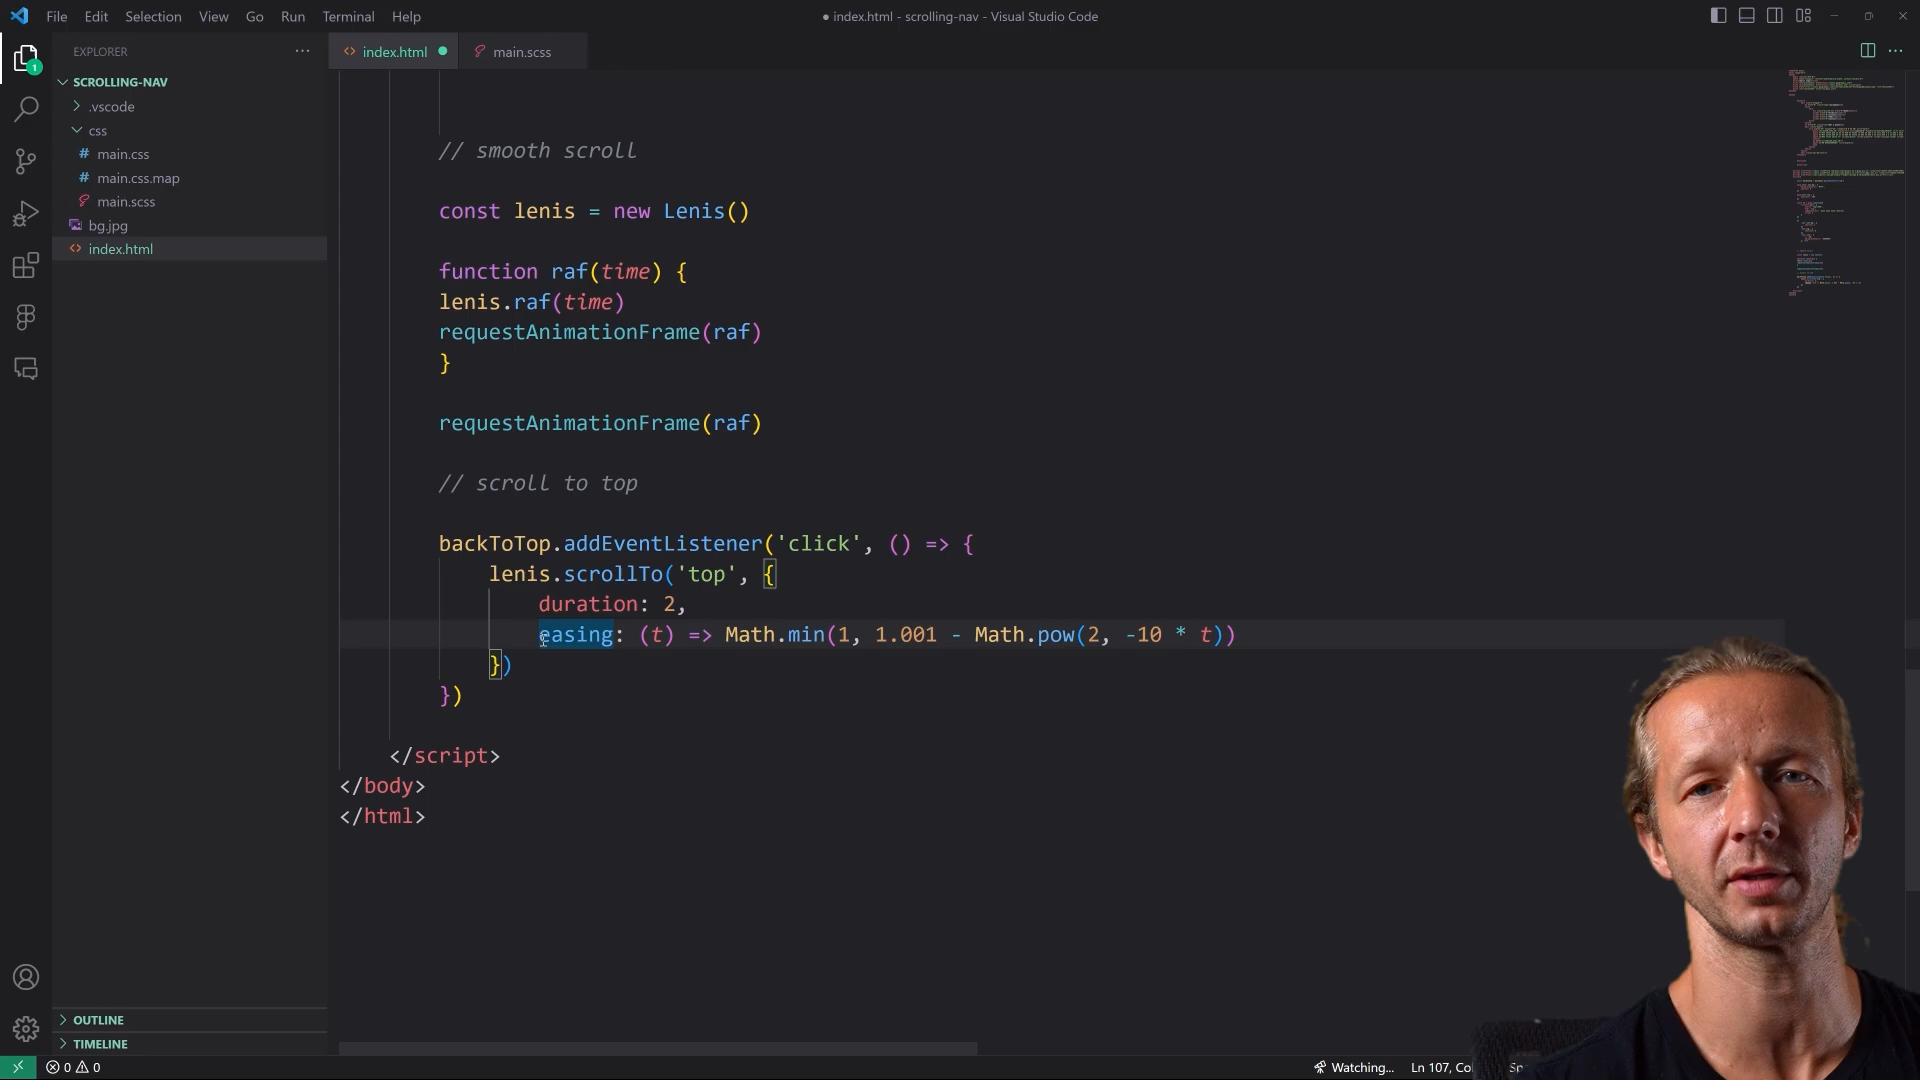 File Edit Selection View Go Run Terminal Help
● index.html - scrolling-nav - Visual Studio Code
EXPLORER
SCROLLING-NAV
.vscode
css
main.css
main.css.map
main.scss
bg.jpg
index.html
OUTLINE
TIMELINE
1
index.html
main.scss
// smooth scroll
const lenis = new Lenis()
function raf(time) {
lenis.raf(time)
requestAnimationFrame(raf)
}
requestAnimationFrame(raf)
// scroll to top
backToTop.addEventListener('click', () => {
lenis.scrollTo('top', {
duration: 2,
easing: (t) => Math.min(1, 1.001 - Math.pow(2, -10 * t))
})
})
</script>
</body>
</html>
0 0
Watching... Ln 107, Co